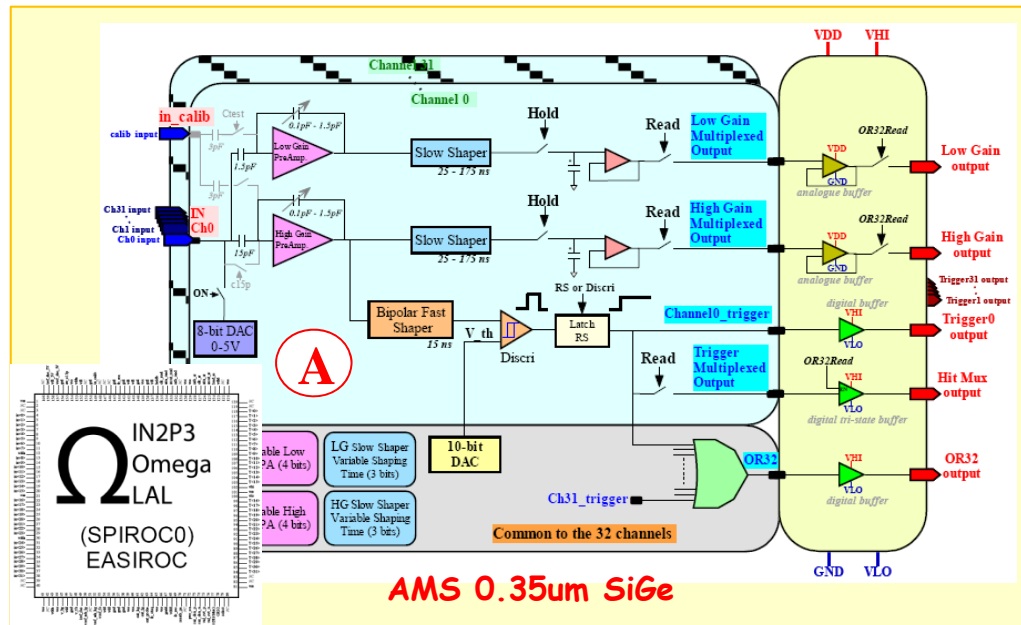 VDD
VHI
Channel 31
Channel 0
in_calib
calib input
Ctest
3pF
0.1pF - 1.5pF
Low Gain
PreAmp.
1.5pF
3pF
Slow Shaper
25 - 175 ns
Hold
Read
Low Gain
Multiplexed
Output
OR32Read
VDD
GND
analogue buffer
Low Gain
output
Ch31 input
Ch1 input
Ch0 input
IN
Ch0
0.1pF - 1.5pF
High Gain
PreAmp.
15pF
c15p
Slow Shaper
25 - 175 ns
Hold
Read
High Gain
Multiplexed
Output
OR32Read
VDD
GND
analogue buffer
High Gain
output
ON
8-bit DAC
0-5V
A
Bipolar Fast
Shaper
15 ns
V_th
Discri
RS or Discri
Latch
RS
Channel0_trigger
digital buffer
VHI
VLO
Trigger31 output
Trigger1 output
Trigger0
output
Read
Trigger
Multiplexed
Output
OR32Read
VHI
VLO
digital tri-state buffer
Hit Mux
output
10-bit
DAC
OR32
VHI
VLO
digital buffer
OR32
output
Ch31_trigger
able Low
PA (4 bits)
LG Slow Shaper
Variable Shaping
Time (3 bits)
able High
PA (4 bits)
HG Slow Shaper
Variable Shaping
Time (3 bits)
Common to the 32 channels
GND
VLO
Ω
IN2P3
Omega
LAL
(SPIROC0)
EASIROC
AMS 0.35um SiGe